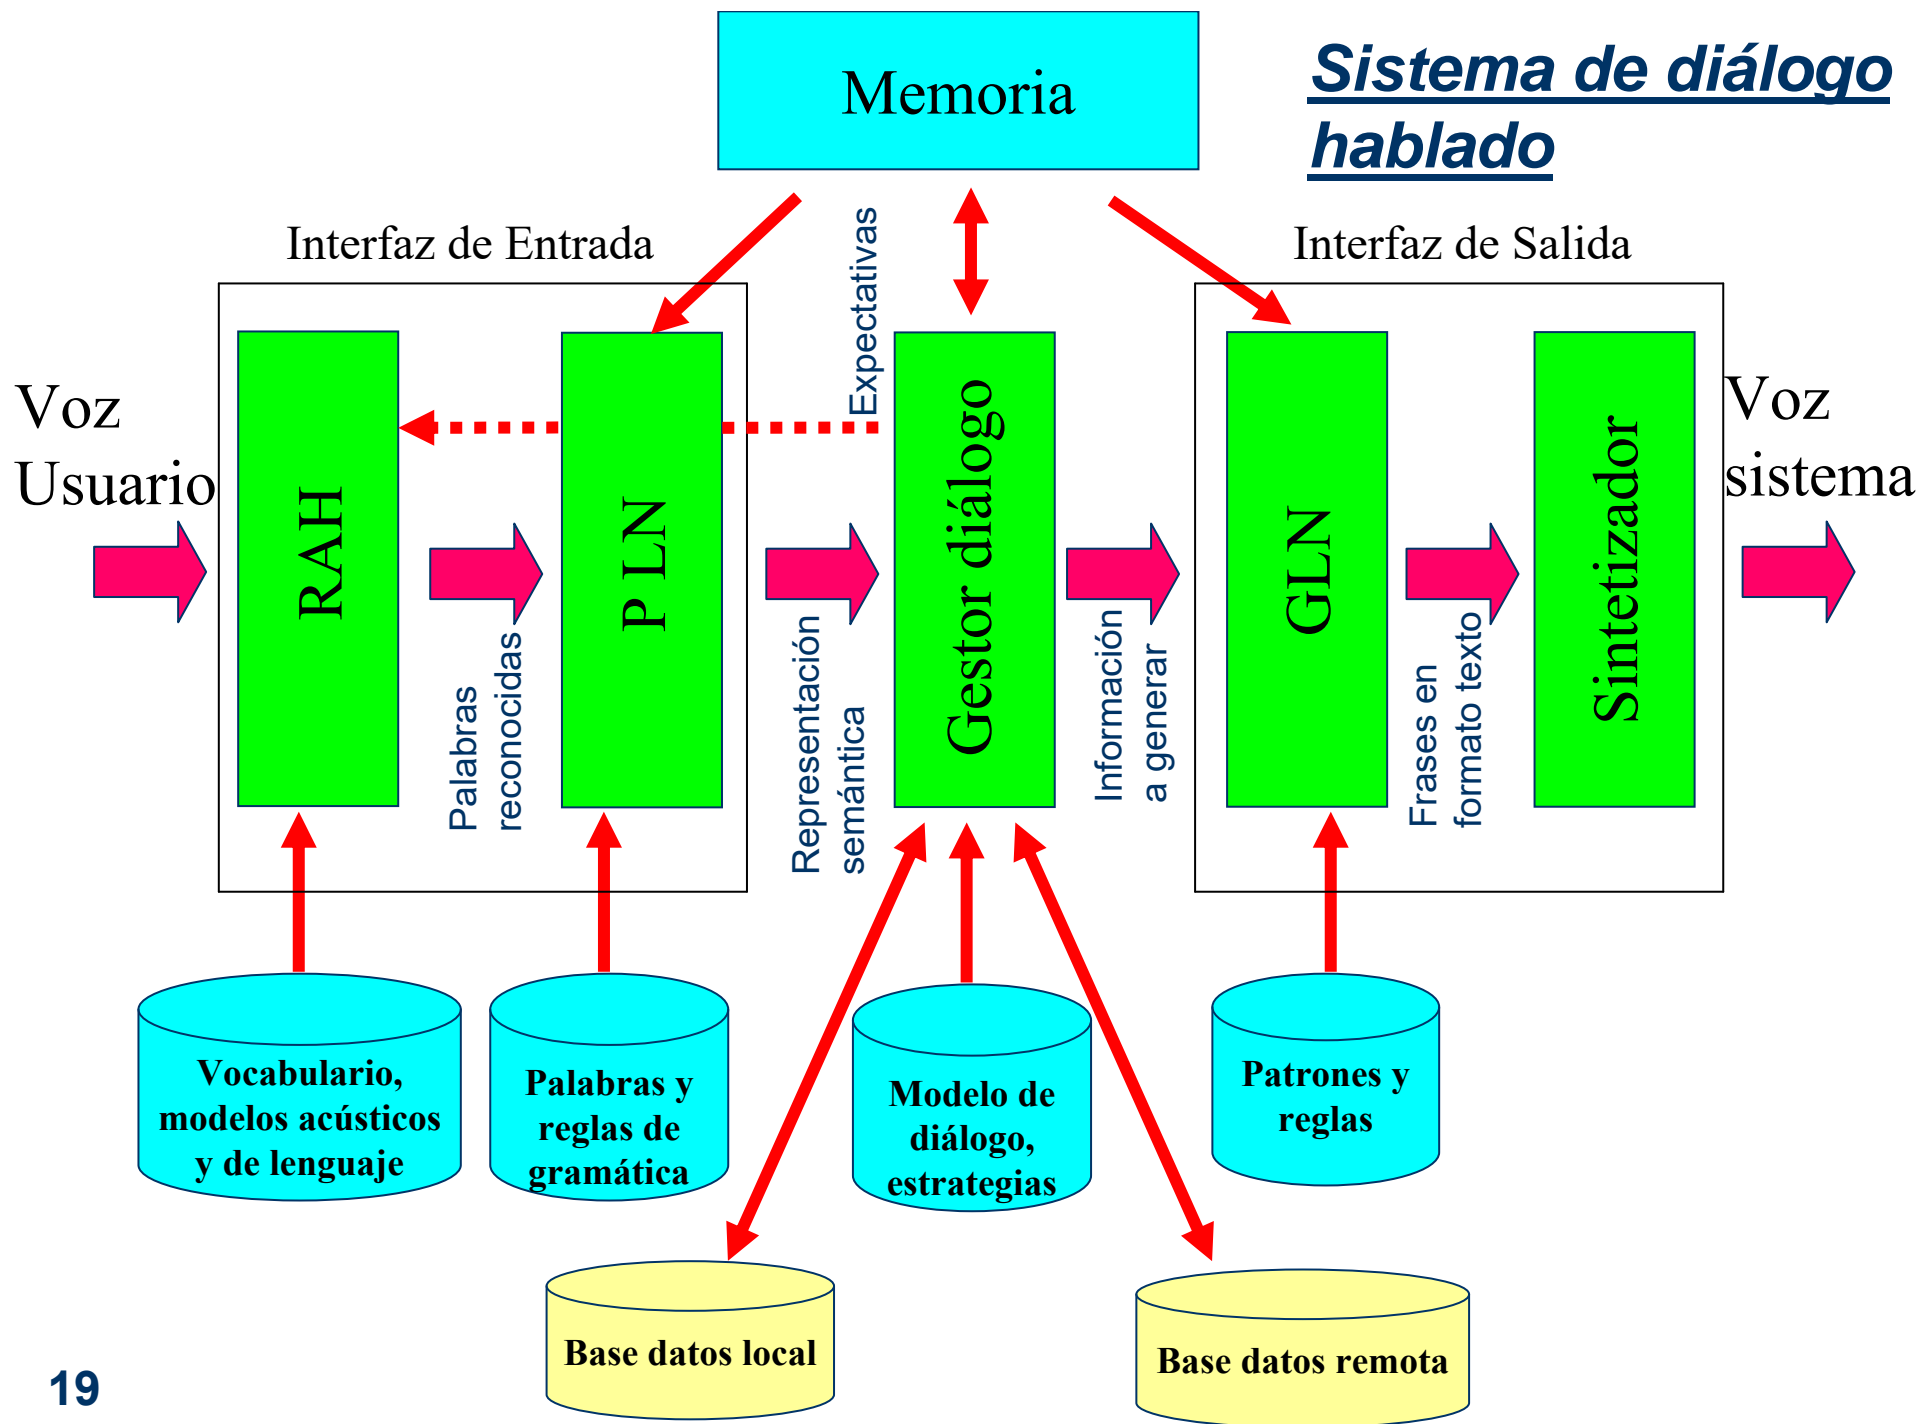 Memoria
Sistema de diálogo
hablado
Interfaz de Entrada
Expectativas
Interfaz de Salida
Voz
Usuario
RAH
Palabras
reconocidas
P LN
Representación
semántica
Gestor diálogo
Información
a generar
GLN
Frases en
formato texto
Sintetizador
Voz
sistema
Vocabulario,
modelos acústicos
y de lenguaje
Palabras y
reglas de
gramática
Modelo de
diálogo,
estrategias
Patrones y
reglas
Base datos local
Base datos remota
19